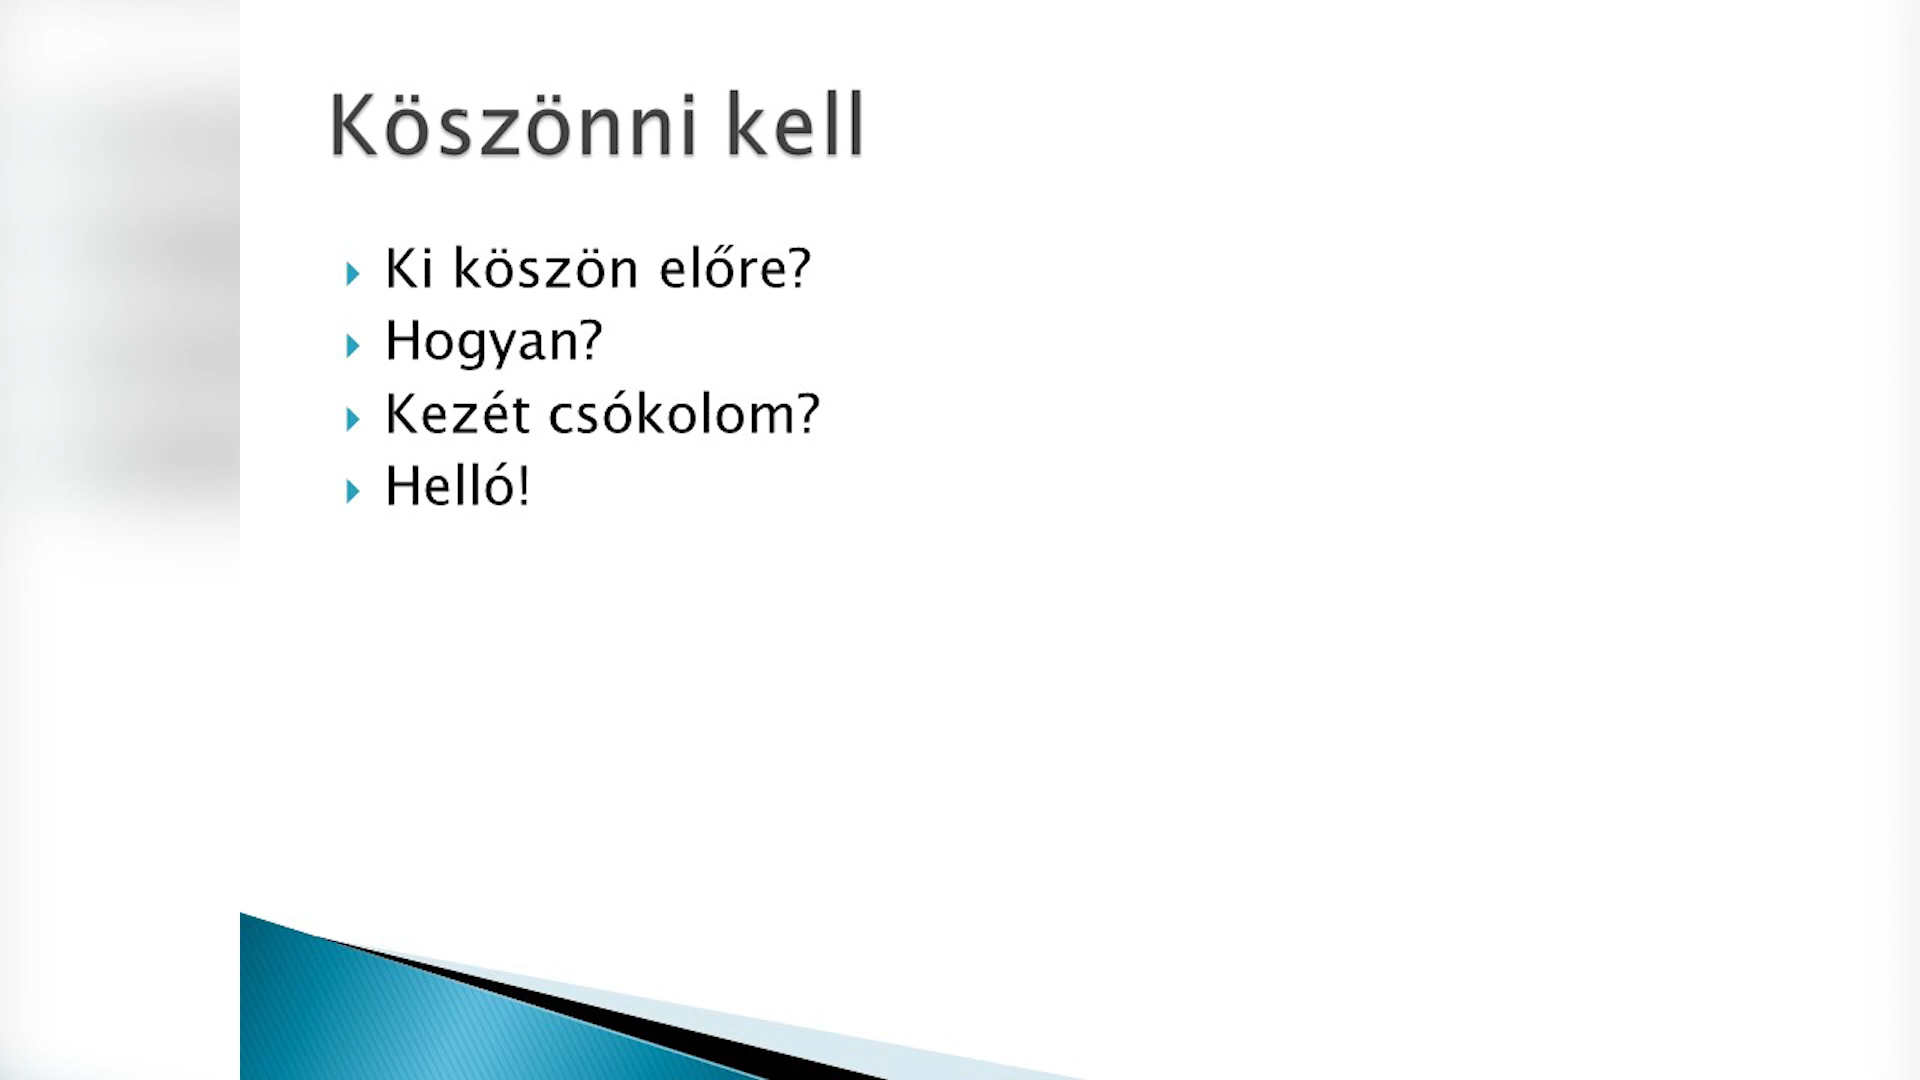 Köszönni kell
Ki köszön előre?
Hogyan?
Kezét csókolom?
Helló!